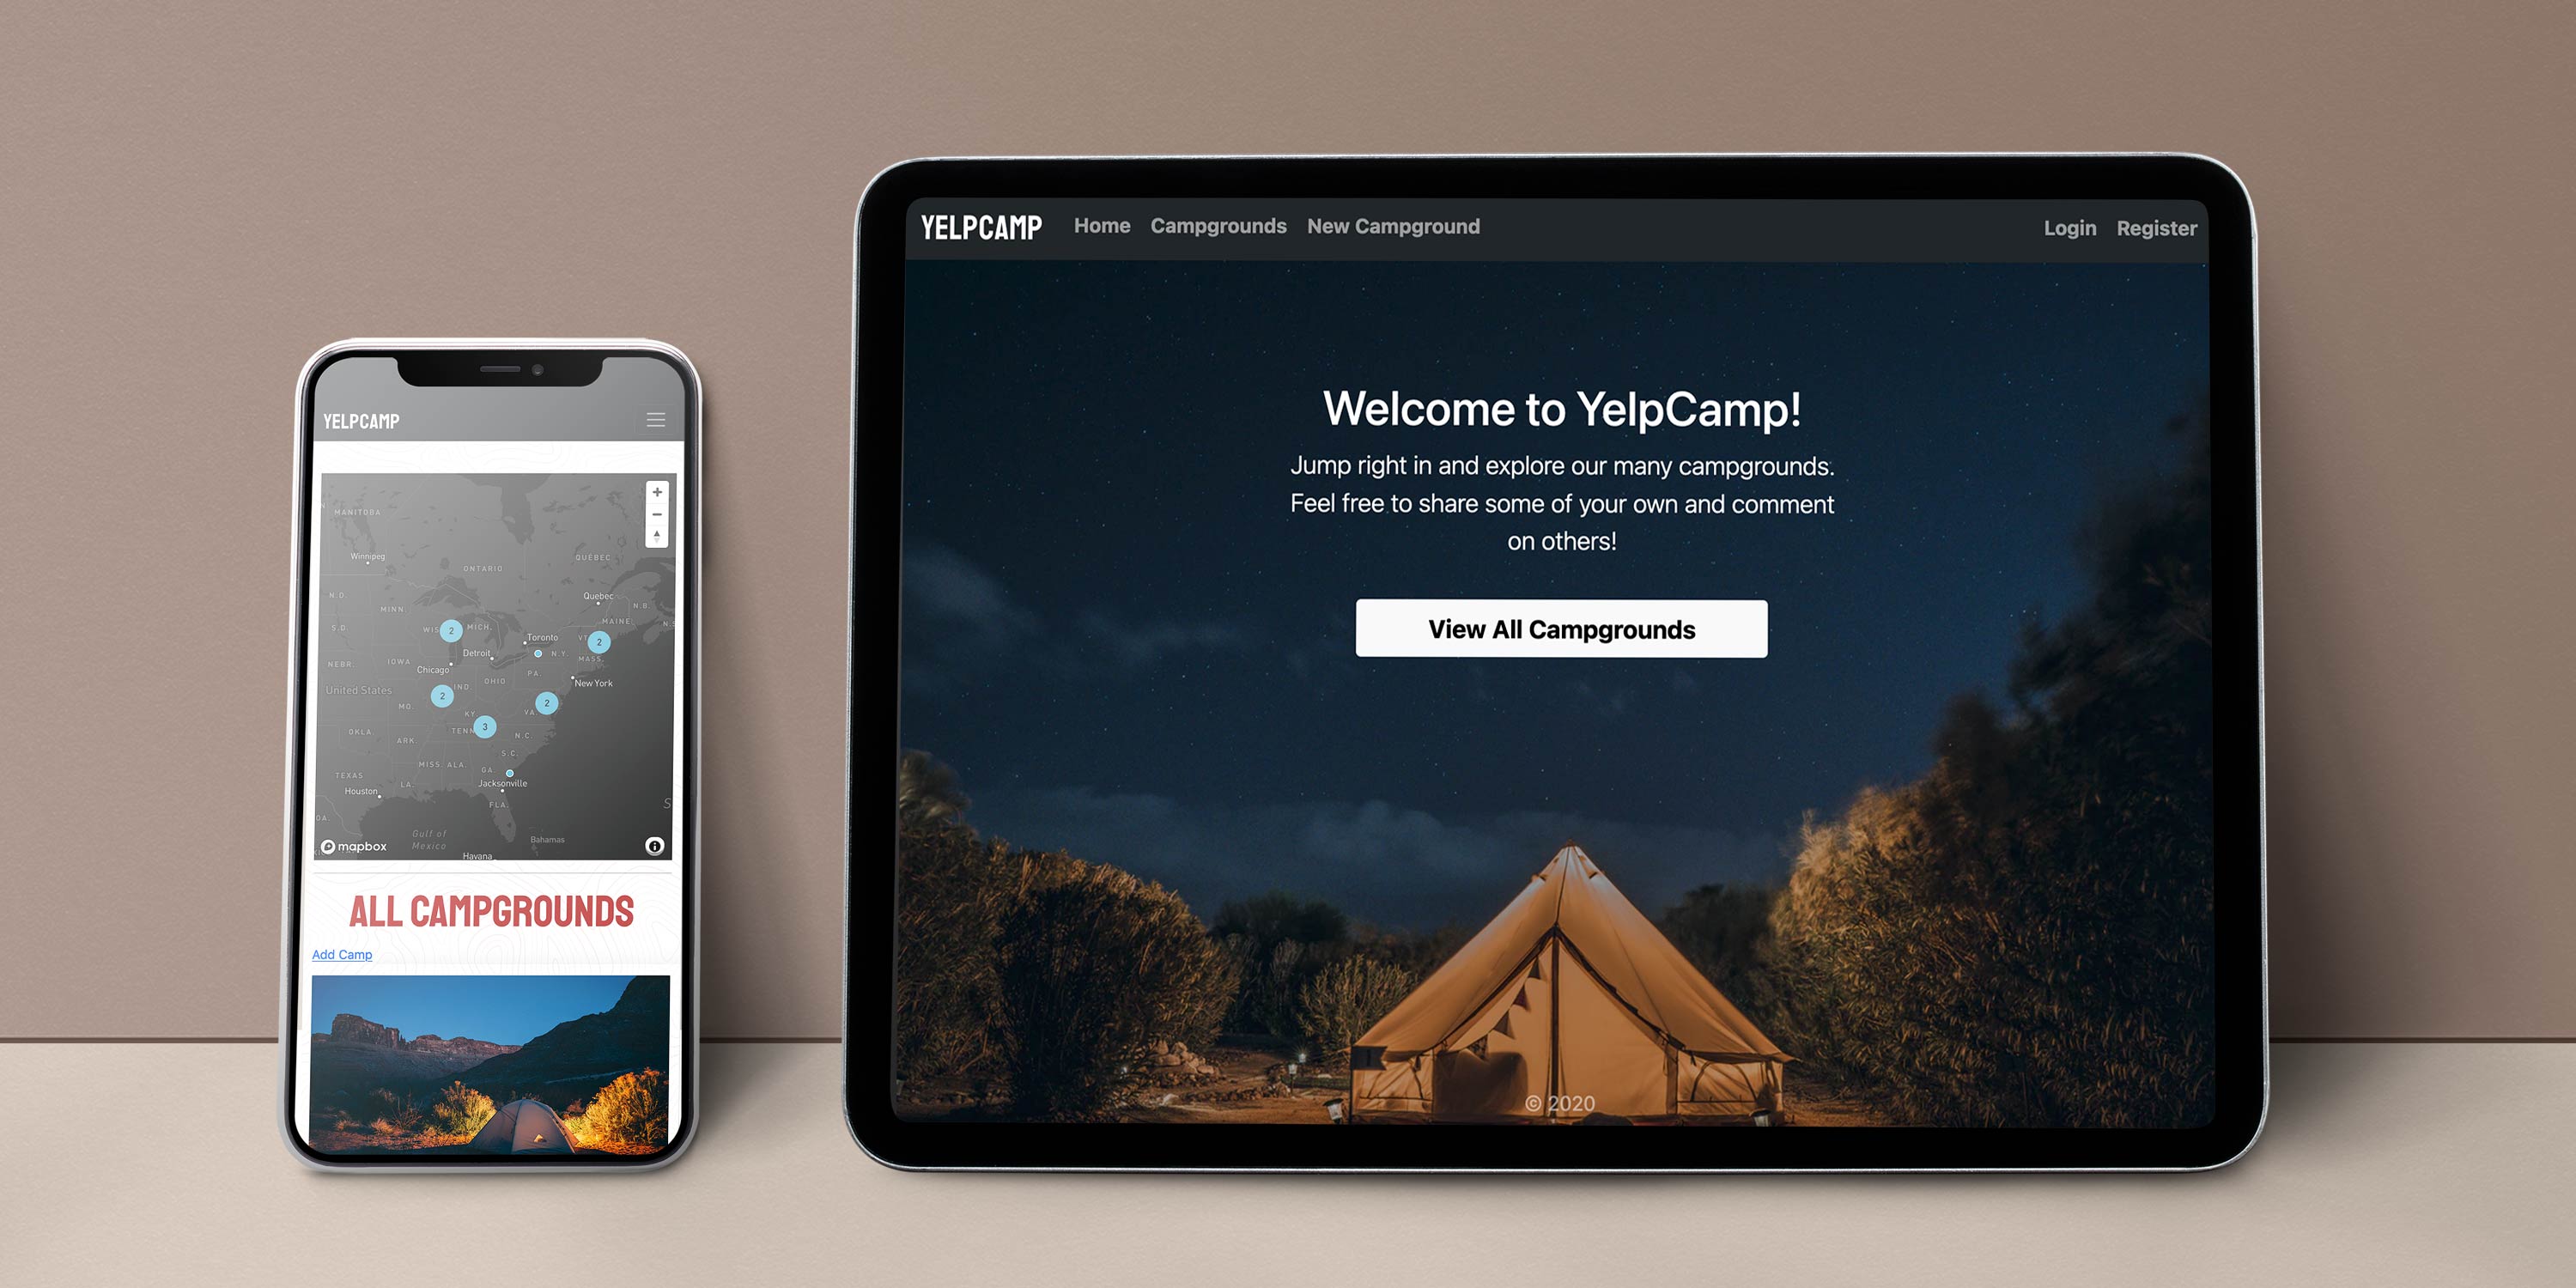 YELPCAMP
MANITOBA
Winnipeg
ONTARIO
QUÉBEC
Quebec
N.D.
MINN.
N.B.
MAINE
S.D.
WIS
2
MICH.
Toronto
VT
2
Detroit
N.Y.
MASS.
NEBR.
IOWA
Chicago
PA.
OHIO
New York
United States
2
IND.
MO.
KY.
VA.
2
OKLA.
ARK.
TENN
3
N.C.
S.C.
MISS.
ALA.
GA.
TEXAS
LA.
Jacksonville
Houston
FLA.
Gulf of
Mexico
Bahamas
mapbox
Havana
ALL CAMPGROUNDS
Add Camp
YELPCAMP Home Campgrounds New Campground Login Register
Welcome to YelpCamp!
Jump right in and explore our many campgrounds.
Feel free to share some of your own and comment
on others!
View All Campgrounds
© 2020